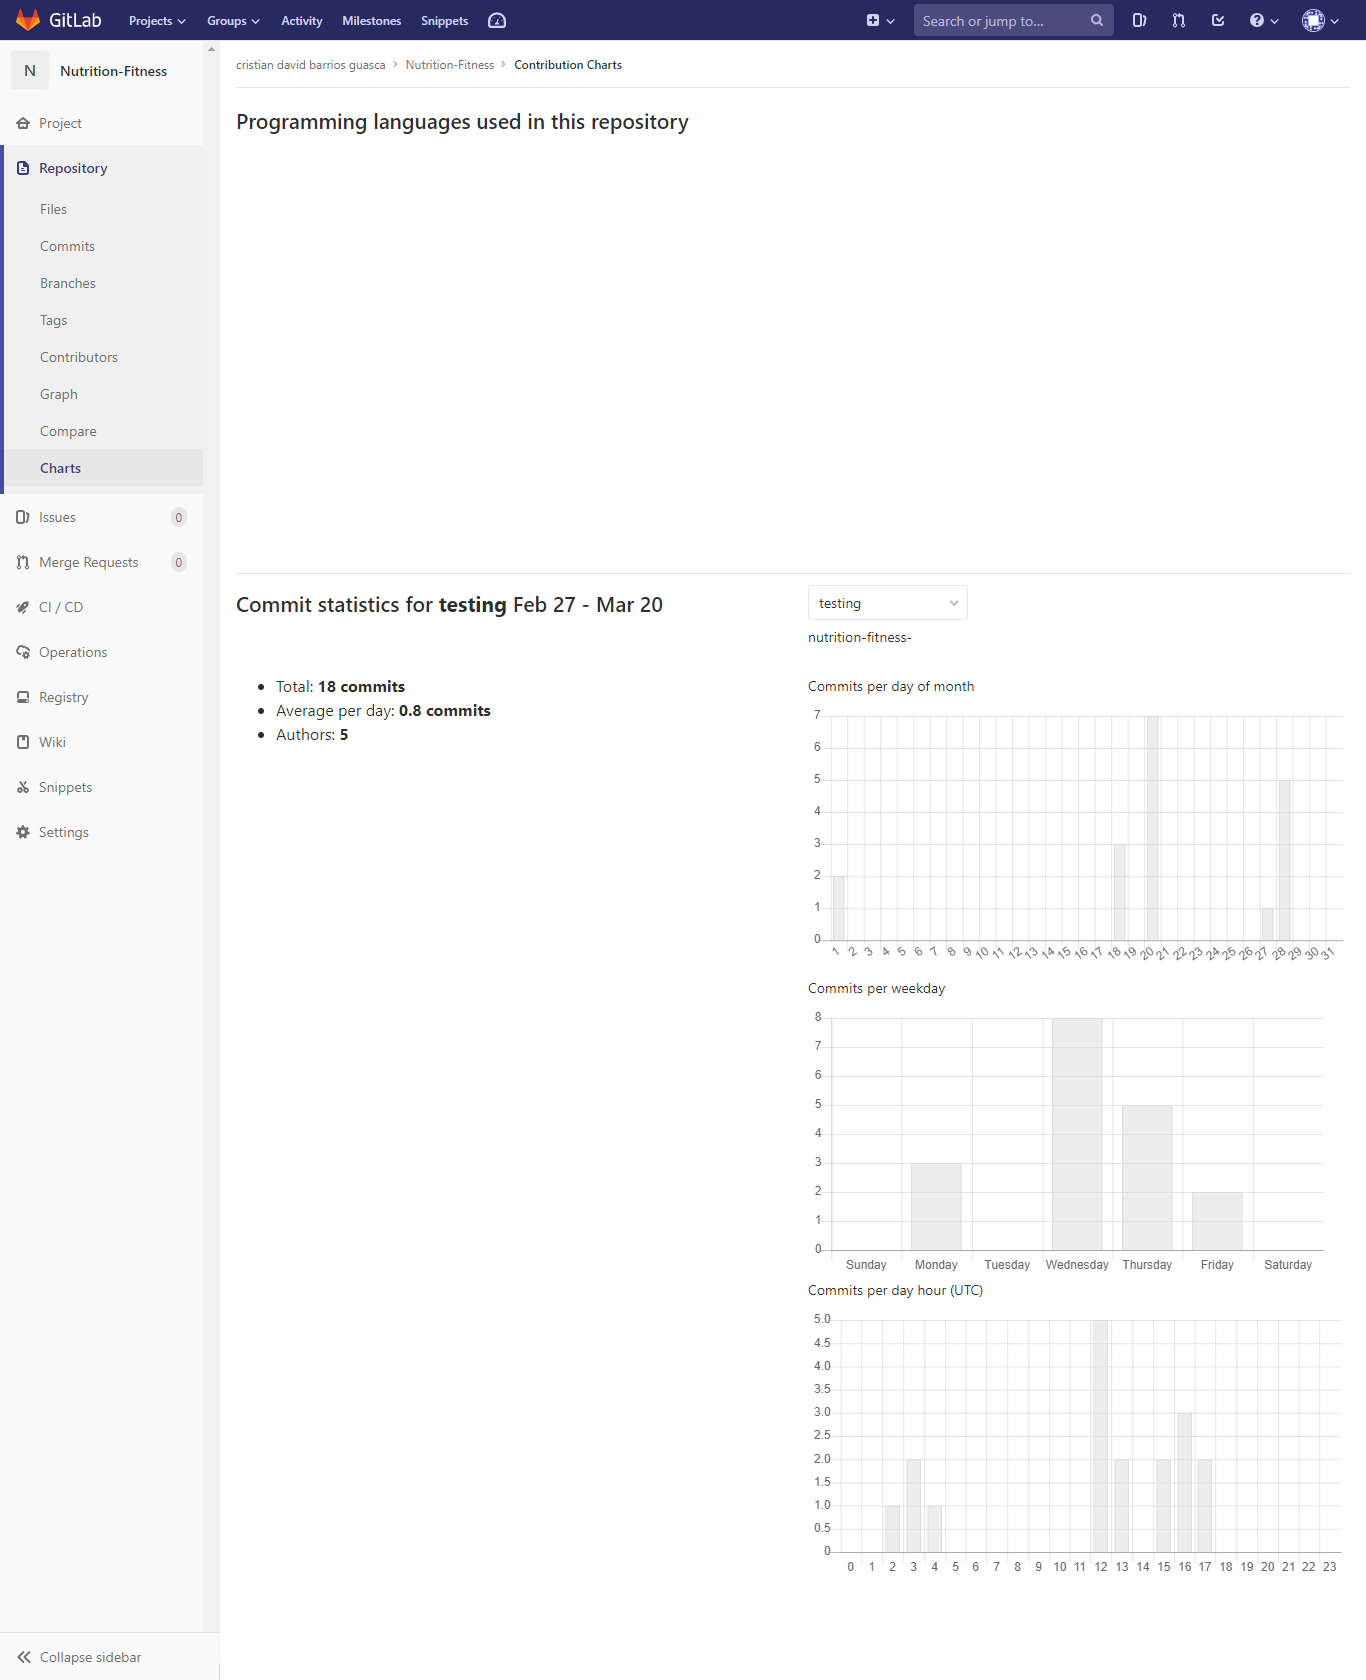 GitLab Projects Groups Activity Milestones Snippets Search or jump to...
N Nutrition-Fitness
Project
Repository
Files
Commits
Branches
Tags
Contributors
Graph
Compare
Charts
Issues 0
Merge Requests 0
CI / CD
Operations
Registry
Wiki
Snippets
Settings
Collapse sidebar
cristian david barrios guasca › Nutrition-Fitness › Contribution Charts
Programming languages used in this repository
Commit statistics for testing Feb 27 - Mar 20
• Total: 18 commits
• Average per day: 0.8 commits
• Authors: 5
testing
nutrition-fitness-
Commits per day of month
7
6
5
4
3
2
1
0
1 2 3 4 5 6 7 8 9 10 11 12 13 14 15 16 17 18 19 20 21 22 23 24 25 26 27 28 29 30 31
Commits per weekday
8
7
6
5
4
3
2
1
0
Sunday Monday Tuesday Wednesday Thursday Friday Saturday
Commits per day hour (UTC)
5.0
4.5
4.0
3.5
3.0
2.5
2.0
1.5
1.0
0.5
0
0 1 2 3 4 5 6 7 8 9 10 11 12 13 14 15 16 17 18 19 20 21 22 23